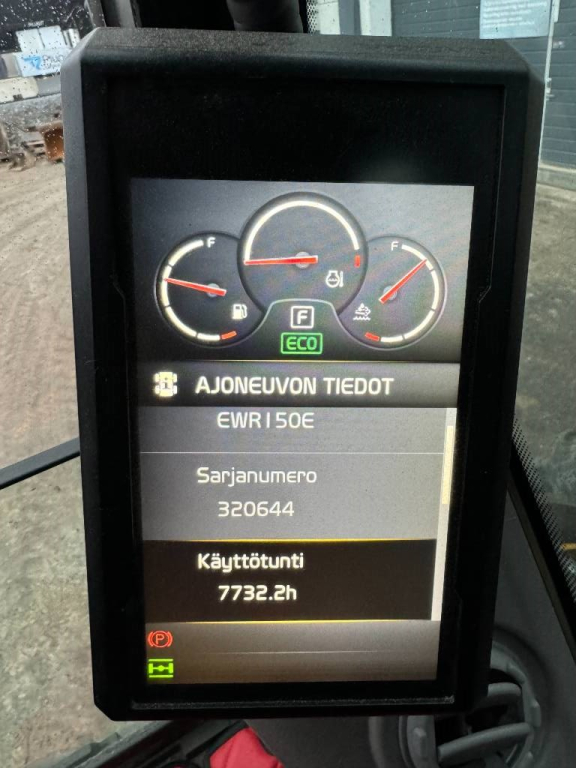 F
F
F
ECO
AJONEUVON TIEDOT
EWR150E
Sarjanumero
320644
Käyttötunti
7732.2h
P